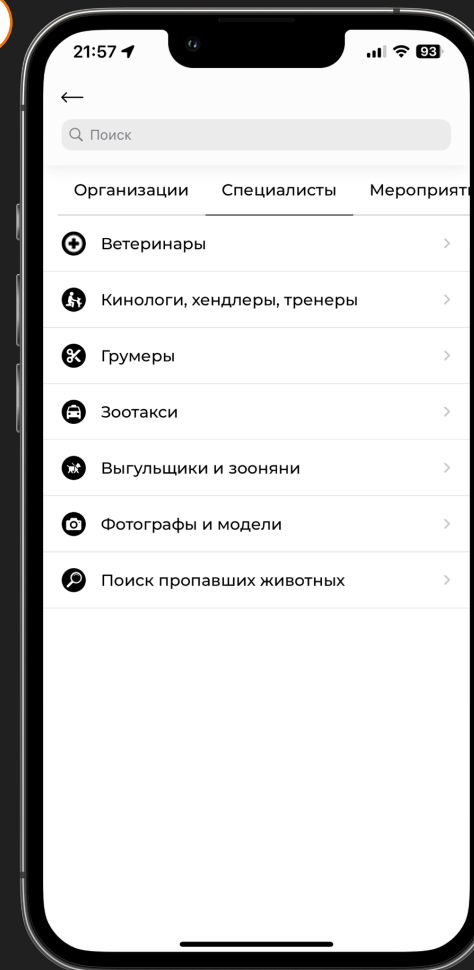 21:57
93
Поиск
Организации Специалисты Мероприят
Ветеринары
Кинологи, хендлеры, тренеры
Грумеры
Зоотакси
Выгульщики и зооняни
Фотографы и модели
Поиск пропавших животных